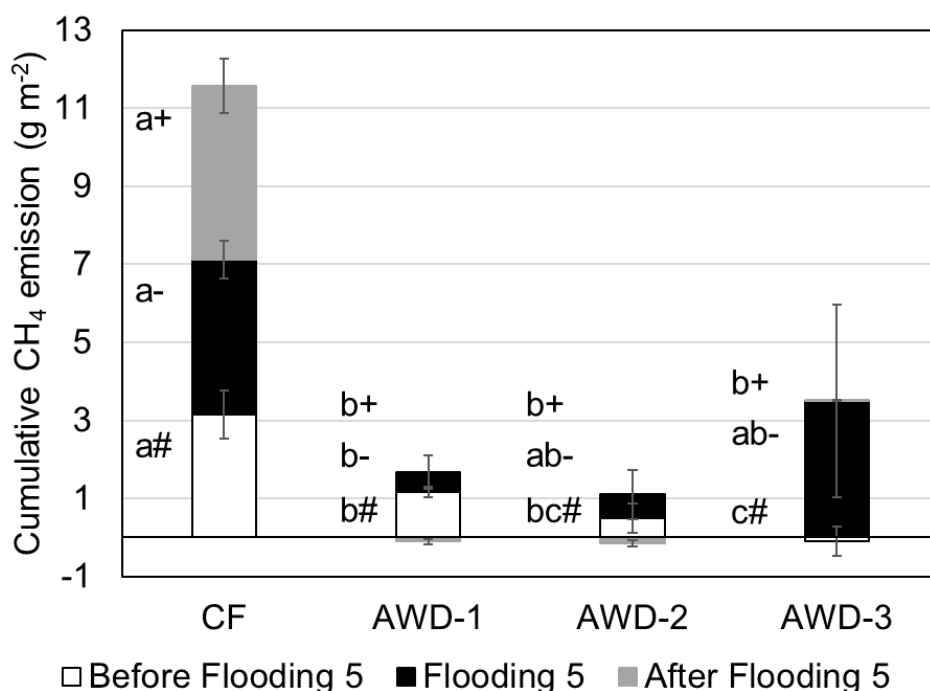 Cumulative CH₄ emission (g m⁻²)
13
11
9
7
5
3
1
-1
a+
a-
a#
b+
b-
b#
b+
ab-
bc#
b+
ab-
c#
CF AWD-1 AWD-2 AWD-3
Before Flooding 5 Flooding 5 After Flooding 5